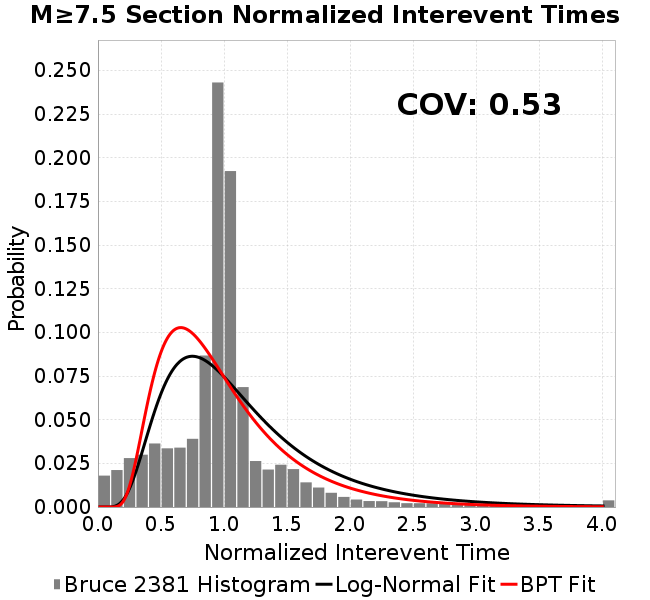 M≥7.5 Section Normalized Interevent Times
COV: 0.53
Probability
0.250
0.225
0.200
0.175
0.150
0.125
0.100
0.075
0.050
0.025
0.000
0.0 0.5 1.0 1.5 2.0 2.5 3.0 3.5 4.0
Normalized Interevent Time
Bruce 2381 Histogram Log-Normal Fit BPT Fit